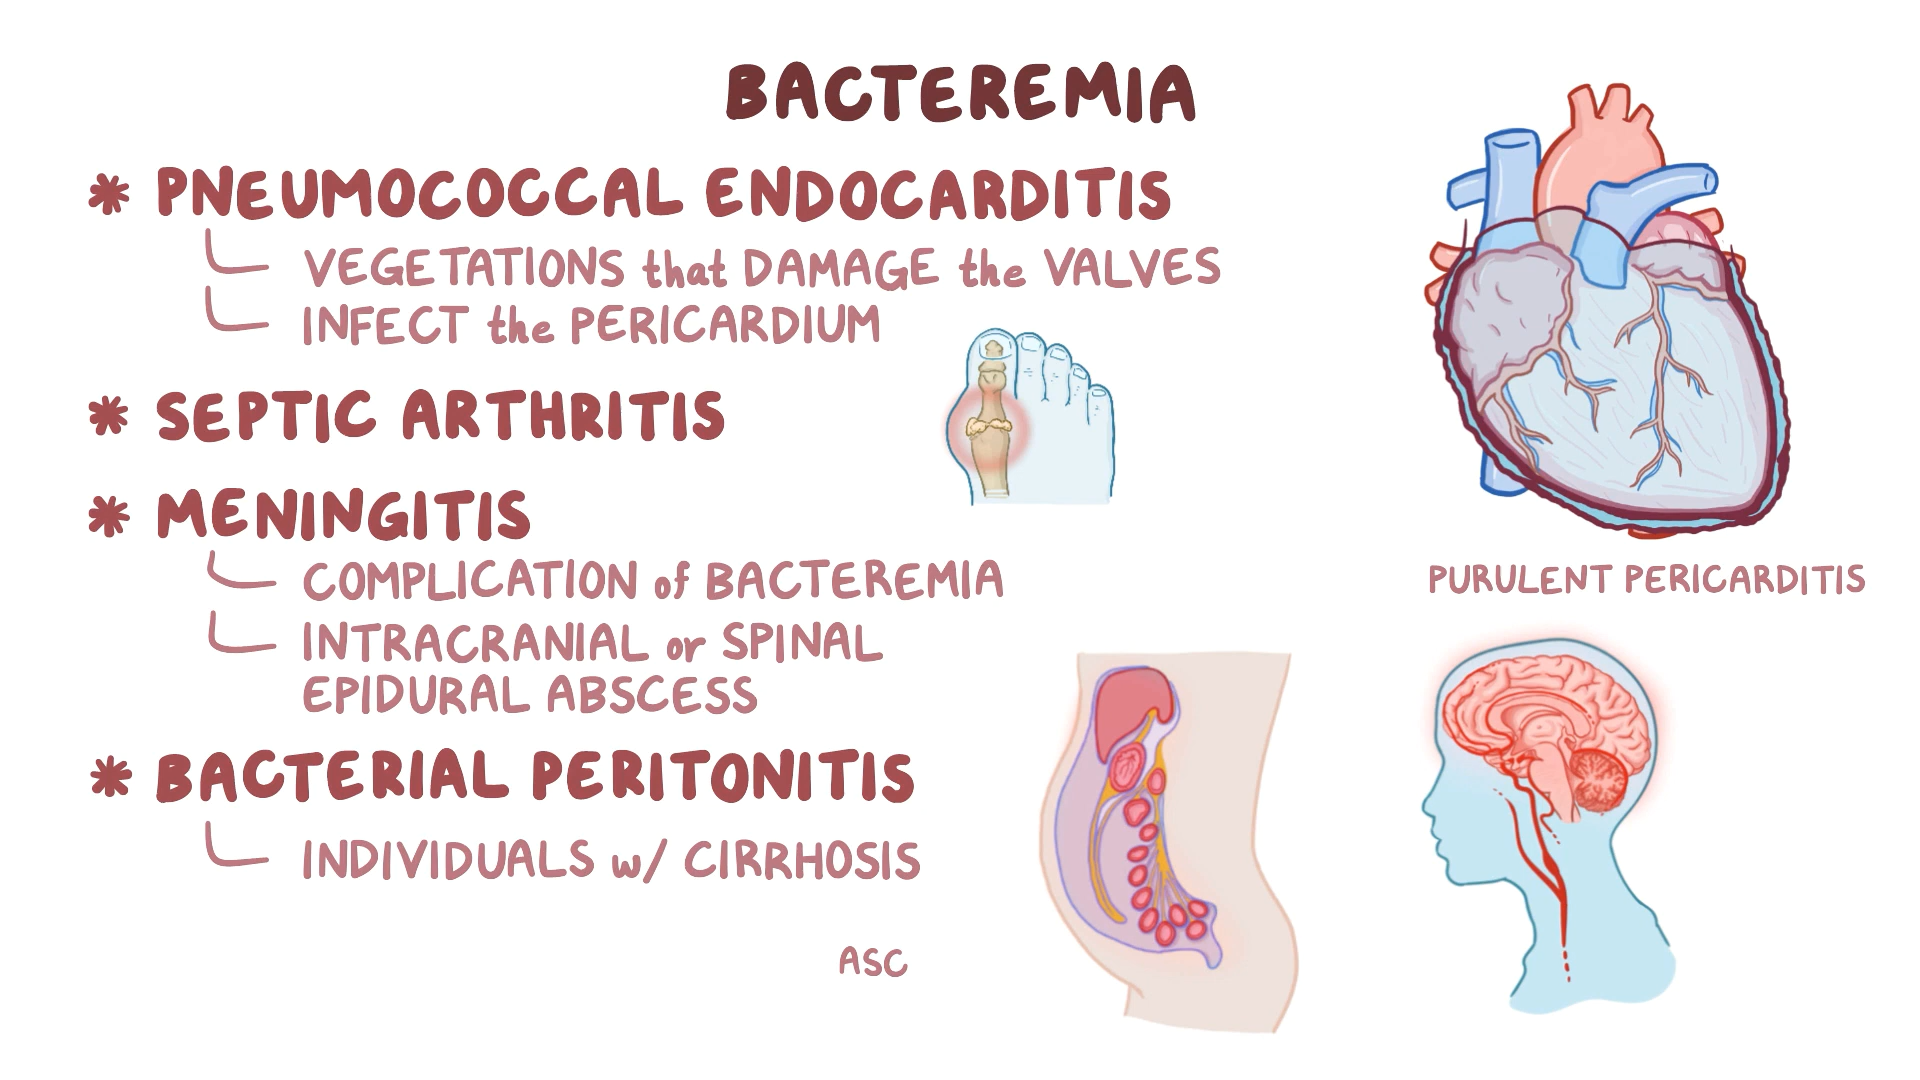 BACTEREMIA
* PNEUMOCOCCAL ENDOCARDITIS
VEGETATIONS that DAMAGE the VALVES
INFECT the PERICARDIUM
* SEPTIC ARTHRITIS
* MENINGITIS
COMPLICATION of BACTEREMIA
INTRACRANIAL or SPINAL
EPIDURAL ABSCESS
* BACTERIAL PERITONITIS
INDIVIDUALS w/ CIRRHOSIS
ASC
PURULENT PERICARDITIS